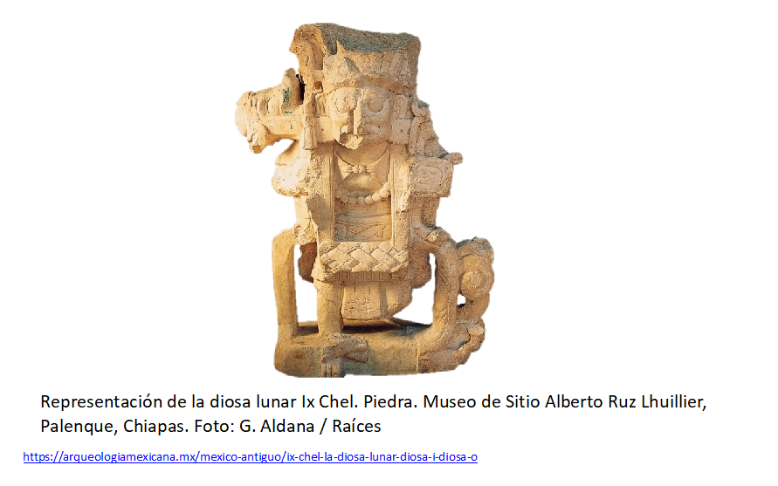 Representación de la diosa lunar Ix Chel. Piedra. Museo de Sitio Alberto Ruz Lhuillier,
Palenque, Chiapas. Foto: G. Aldana / Raíces
https://arqueologiamexicana.mx/mexico-antiguo/ix-chel-la-diosa-lunar-diosa-i-diosa-o